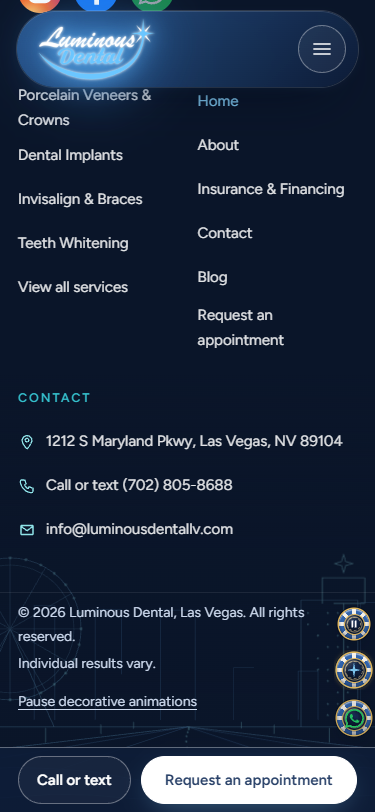 Luminous
Dental
Porcelain Veneers &
Crowns
Dental Implants
Invisalign & Braces
Teeth Whitening
View all services
Home
About
Insurance & Financing
Contact
Blog
Request an
appointment
CONTACT
1212 S Maryland Pkwy, Las Vegas, NV 89104
Call or text (702) 805-8688
info@luminousdentallv.com
© 2026 Luminous Dental, Las Vegas. All rights
reserved.
Individual results vary.
Pause decorative animations
Call or text
Request an appointment